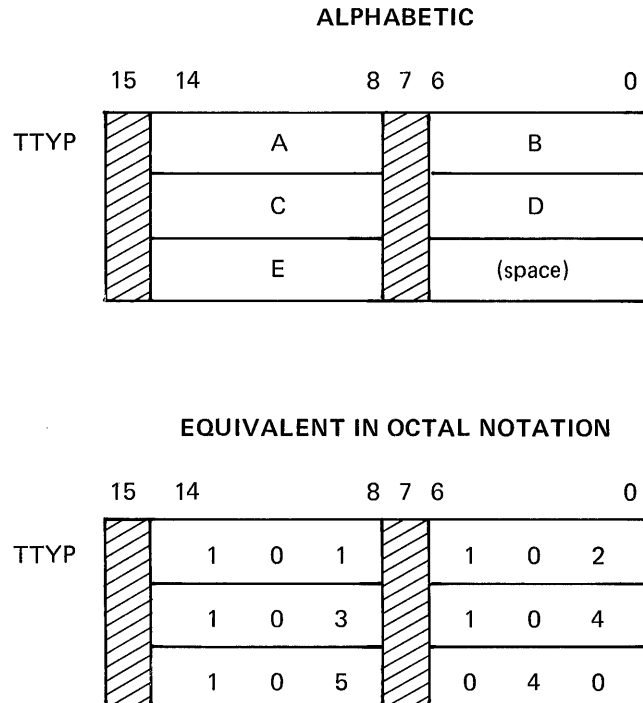 ALPHABETIC
15 14 8 7 6 0
TTYP A B
C D
E (space)
EQUIVALENT IN OCTAL NOTATION
15 14 8 7 6 0
TTYP 1 0 1 1 0 2
1 0 3 1 0 4
1 0 5 0 4 0